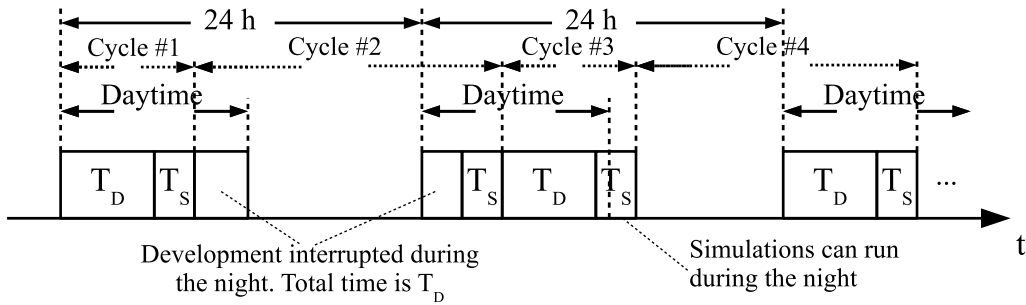 24 h 24 h
Cycle #1 Cycle #2 Cycle #3 Cycle #4
Daytime Daytime Daytime
T_D T_S T_S T_D T_S T_D T_S ...
Development interrupted during
the night. Total time is T_D
Simulations can run
during the night
t